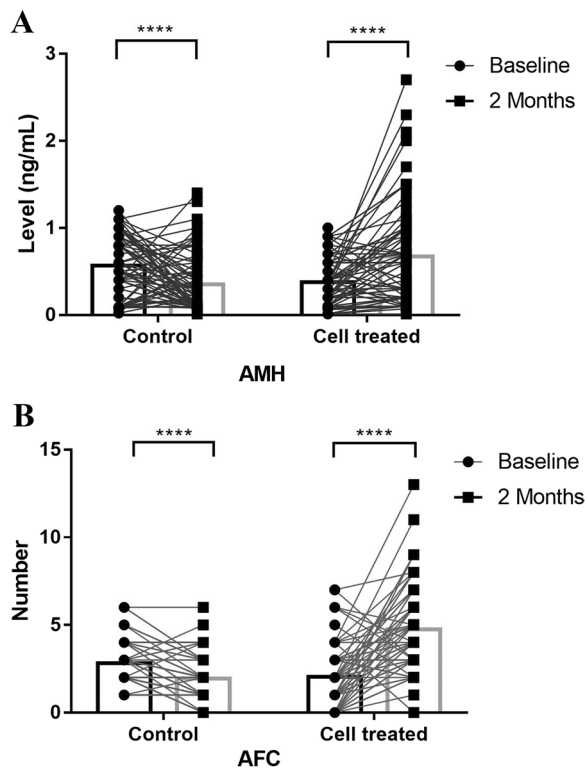 A
**** ****
Baseline
2 Months
3
2
1
0
Level (ng/mL)
Control Cell treated
AMH
B
**** ****
Baseline
2 Months
15
10
5
0
Number
Control Cell treated
AFC